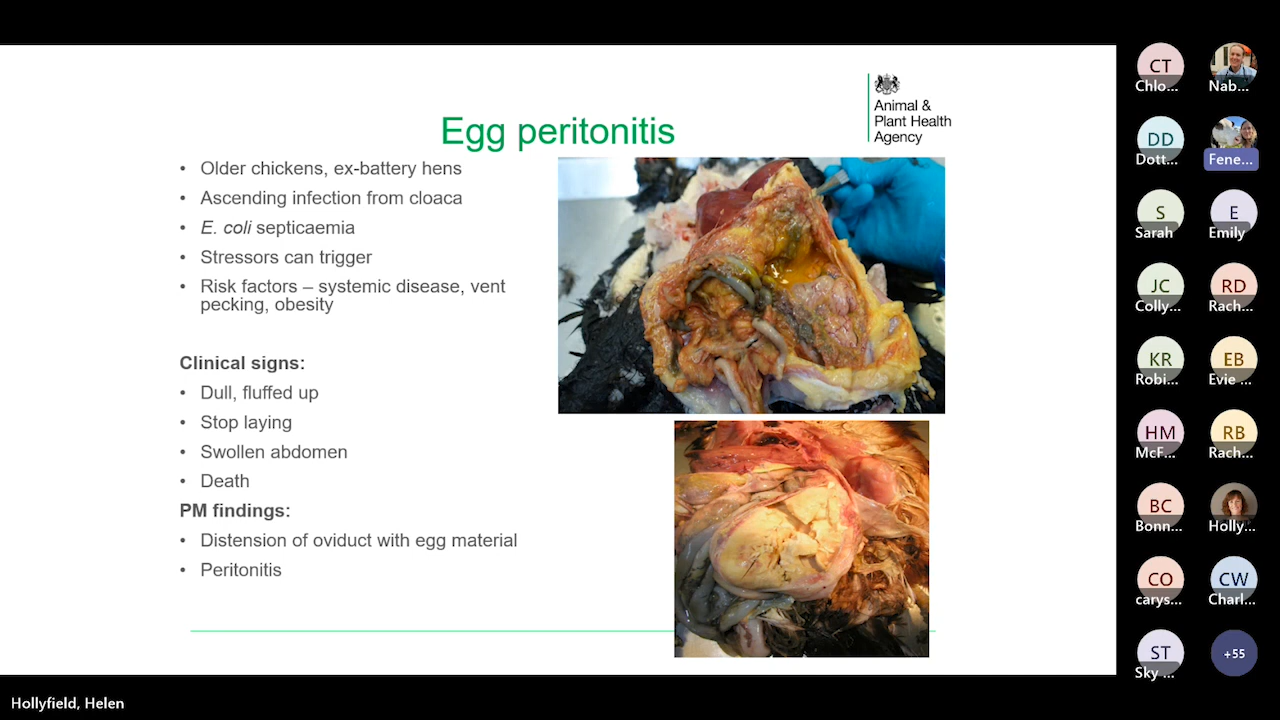 Animal &
Plant Health
Agency
Egg peritonitis
• Older chickens, ex-battery hens
• Ascending infection from cloaca
• E. coli septicaemia
• Stressors can trigger
• Risk factors – systemic disease, vent
pecking, obesity
Clinical signs:
• Dull, fluffed up
• Stop laying
• Swollen abdomen
• Death
PM findings:
• Distension of oviduct with egg material
• Peritonitis
CT
Chlo...
Nab...
DD
Dott...
Fene...
S
Sarah
E
Emily
JC
Colly...
RD
Rach...
KR
Robi...
EB
Evie ...
HM
McF...
RB
Rach...
BC
Bonn...
Holly...
CO
carys...
CW
Charl...
ST
Sky ...
+55
Hollyfield, Helen